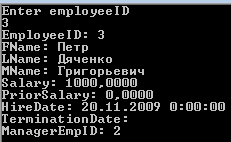 Enter employeeID
3
EmployeeID: 3
FName: Петр
LName: Дяченко
MName: Григорьевич
Salary: 1000,0000
PriorSalary: 0,0000
HireDate: 20.11.2009 0:00:00
TerminationDate:
ManagerEmpID: 2